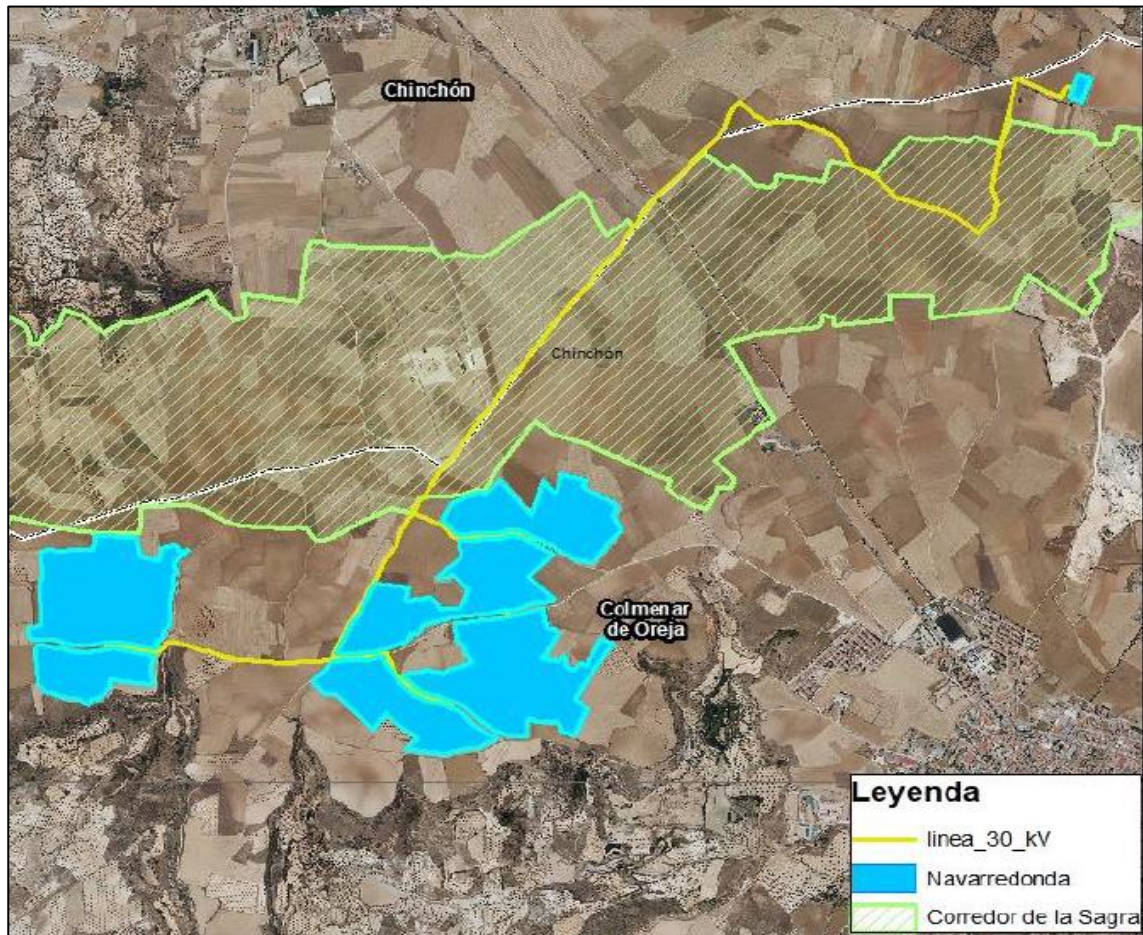 Chinchón
Chinchón
Colmenar
de Oreja
Leyenda
linea_30_kV
Navarredonda
Corredor de la Sagra